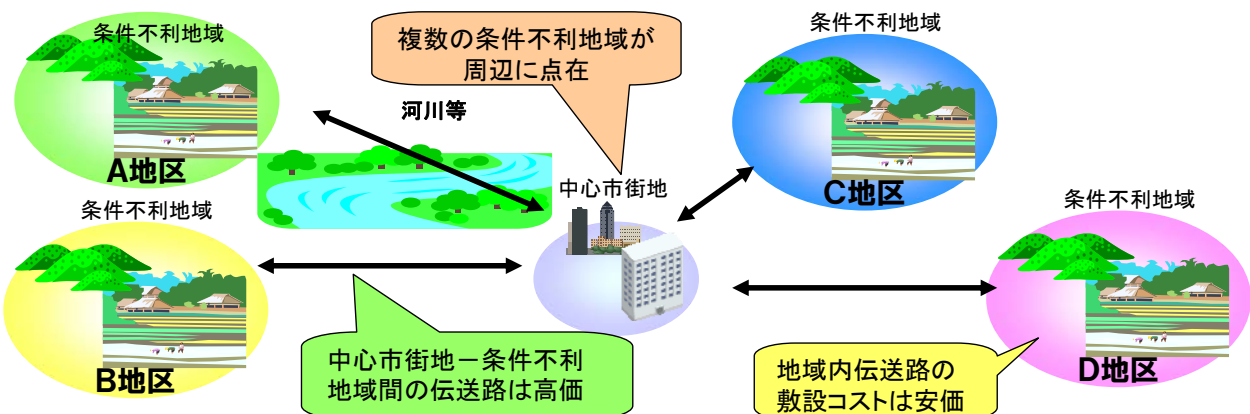 条件不利地域
A地区
複数の条件不利地域が
周辺に点在
河川等
条件不利地域
C地区
中心市街地
条件不利地域
B地区
条件不利地域
D地区
中心市街地－条件不利
地域間の伝送路は高価
地域内伝送路の
敷設コストは安価